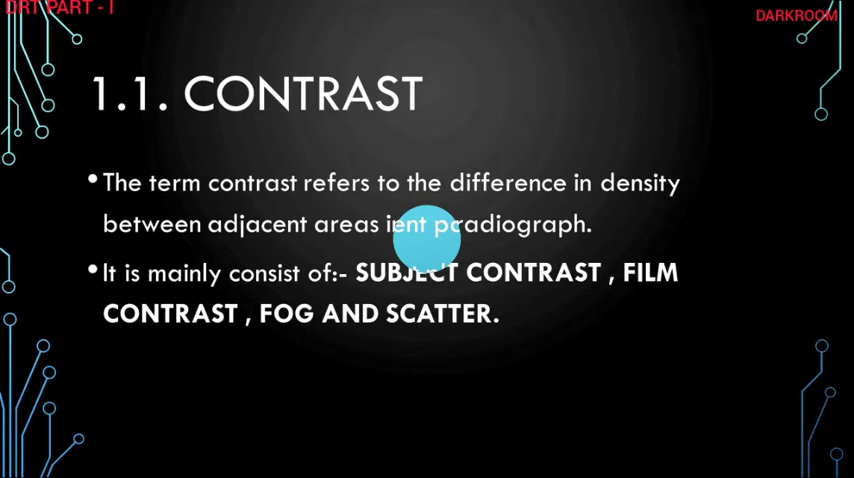 DRT PART - I
DARKROOM
1.1. CONTRAST
• The term contrast refers to the difference in density
between adjacent areas
• It is mainly consist of:- SUBJECT CONTRAST , FILM
CONTRAST , FOG AND SCATTER.